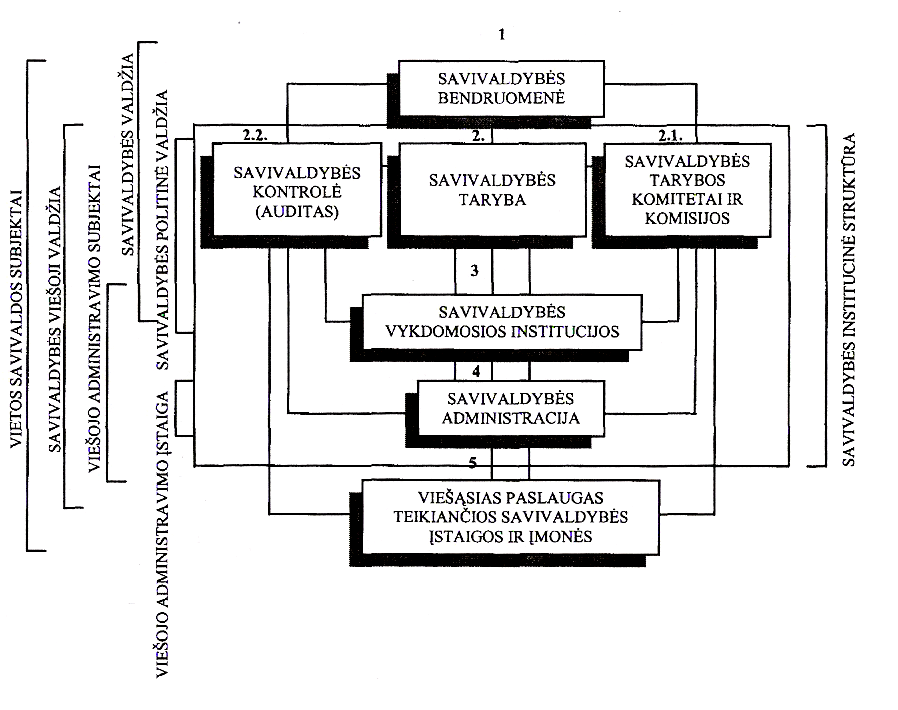 1
SAVIVALDYBĖS
BENDRUOMENĖ
2.2.
SAVIVALDYBĖS
KONTROLĖ
(AUDITAS)
2.
SAVIVALDYBĖS
TARYBA
2.1.
SAVIVALDYBĖS
TARYBOS
KOMITETAI IR
KOMISIJOS
3
SAVIVALDYBĖS
VYKDOMOSIOS INSTITUCIJOS
4
SAVIVALDYBĖS
ADMINISTRACIJA
5
VIEŠĄSIAS PASLAUGAS
TEIKIANČIOS SAVIVALDYBĖS
ĮSTAIGOS IR ĮMONĖS
VIETOS SAVIVALDOS SUBJEKTAI
SAVIVALDYBĖS VIEŠOJI VALDŽIA
VIEŠOJO ADMINISTRAVIMO SUBJEKTAI
SAVIVALDYBĖS VALDŽIA
SAVIVALDYBĖS POLITINĖ VALDŽIA
VIEŠOJO ADMINISTRAVIMO ĮSTAIGA
SAVIVALDYBĖS INSTITUCINĖ STRUKTŪRA